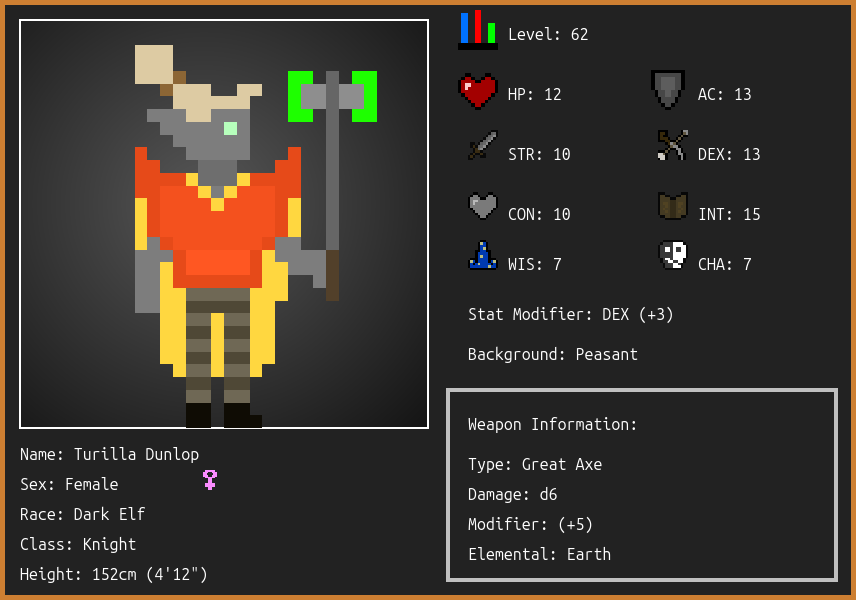 Level: 62
HP: 12
AC: 13
STR: 10
DEX: 13
CON: 10
INT: 15
WIS: 7
CHA: 7
Stat Modifier: DEX (+3)
Background: Peasant
Weapon Information:
Type: Great Axe
Damage: d6
Modifier: (+5)
Elemental: Earth
Name: Turilla Dunlop
Sex: Female
Race: Dark Elf
Class: Knight
Height: 152cm (4'12")